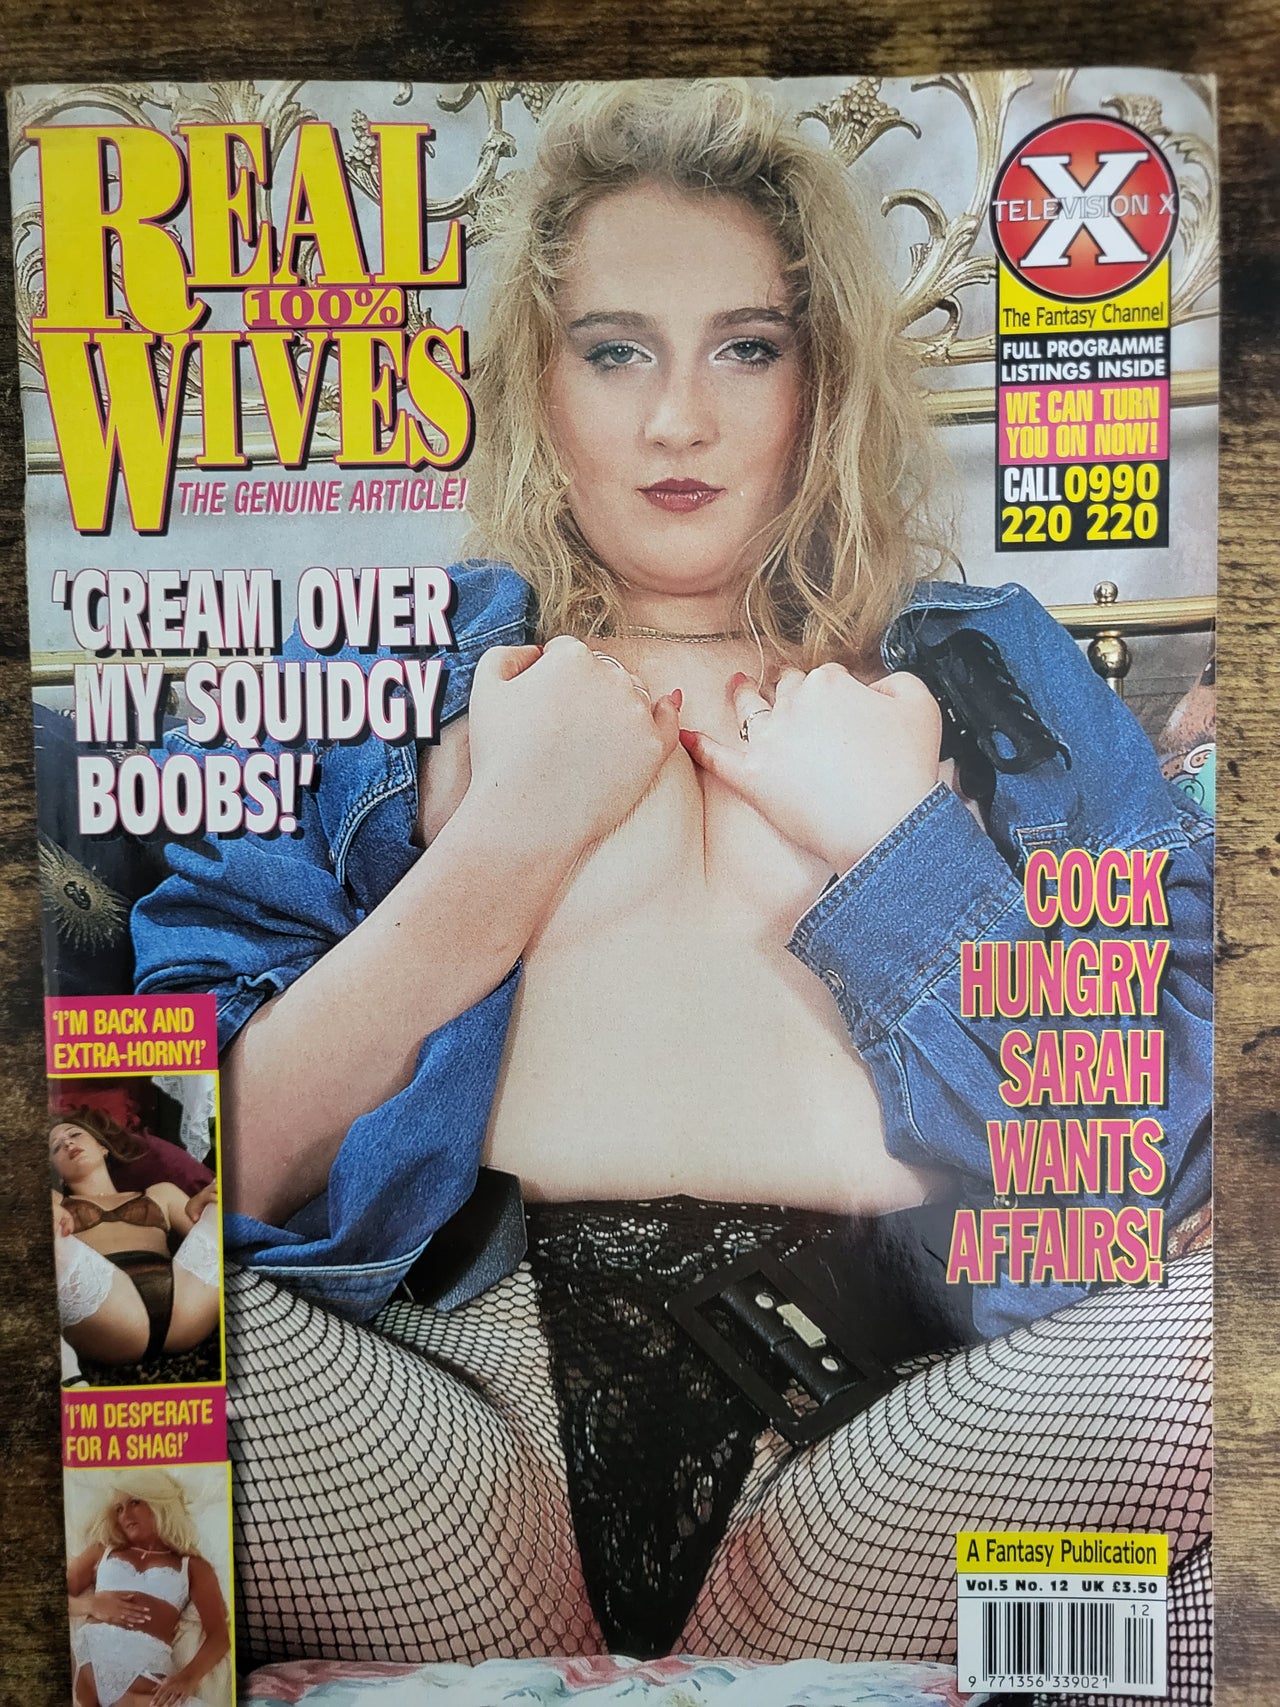 REAL
100%
WIVES
THE GENUINE ARTICLE!
X
TELEVISION X
The Fantasy Channel
FULL PROGRAMME
LISTINGS INSIDE
WE CAN TURN
YOU ON NOW!
CALL 0990
220 220
'CREAM OVER
MY SQUIDGY
BOOBS!'
COCK
HUNGRY
SARAH
WANTS
AFFAIRS!
'I'M BACK AND
EXTRA-HORNY!'
'I'M DESPERATE
FOR A SHAG!'
A Fantasy Publication
Vol.5 No. 12 UK £3.50
12
9 771356 339021